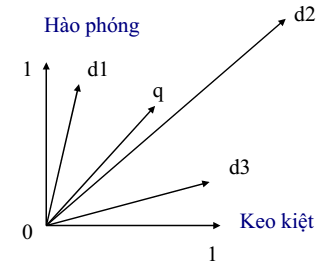 d2
Hào phóng
1
d1
q
d3
0
Keo kiệt
1